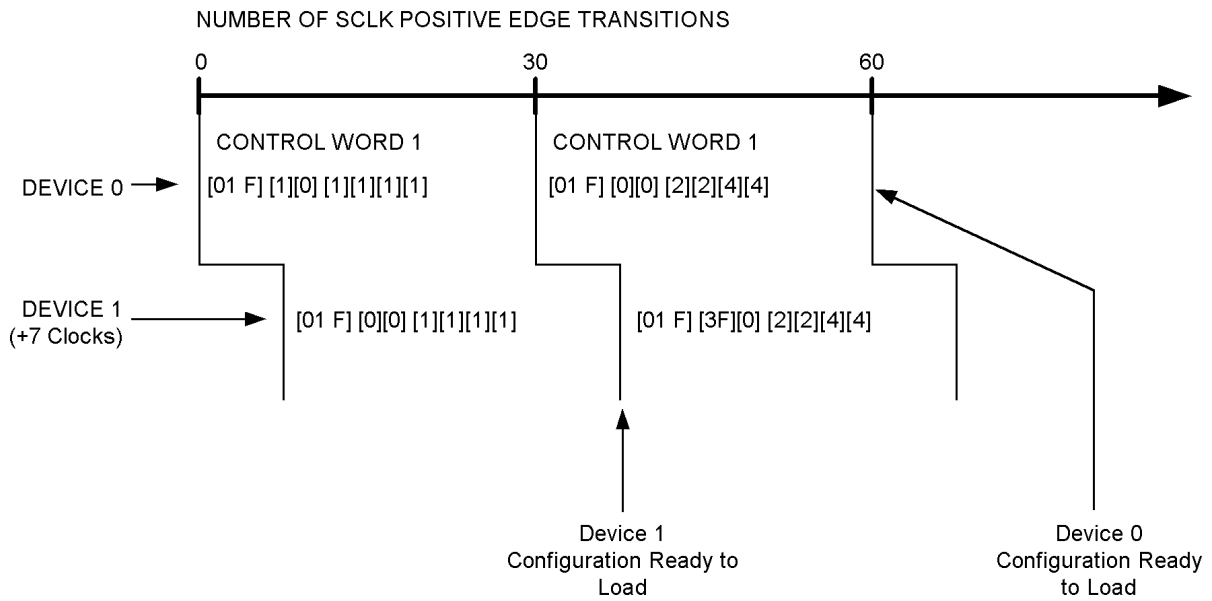 NUMBER OF SCLK POSITIVE EDGE TRANSITIONS
0 30 60
CONTROL WORD 1 CONTROL WORD 1
DEVICE 0 [01 F] [1][0] [1][1][1][1] [01 F] [0][0] [2][2][4][4]
DEVICE 1
(+7 Clocks)
[01 F] [0][0] [1][1][1][1] [01 F] [3F][0] [2][2][4][4]
Device 1
Configuration Ready to
Load
Device 0
Configuration Ready
to Load